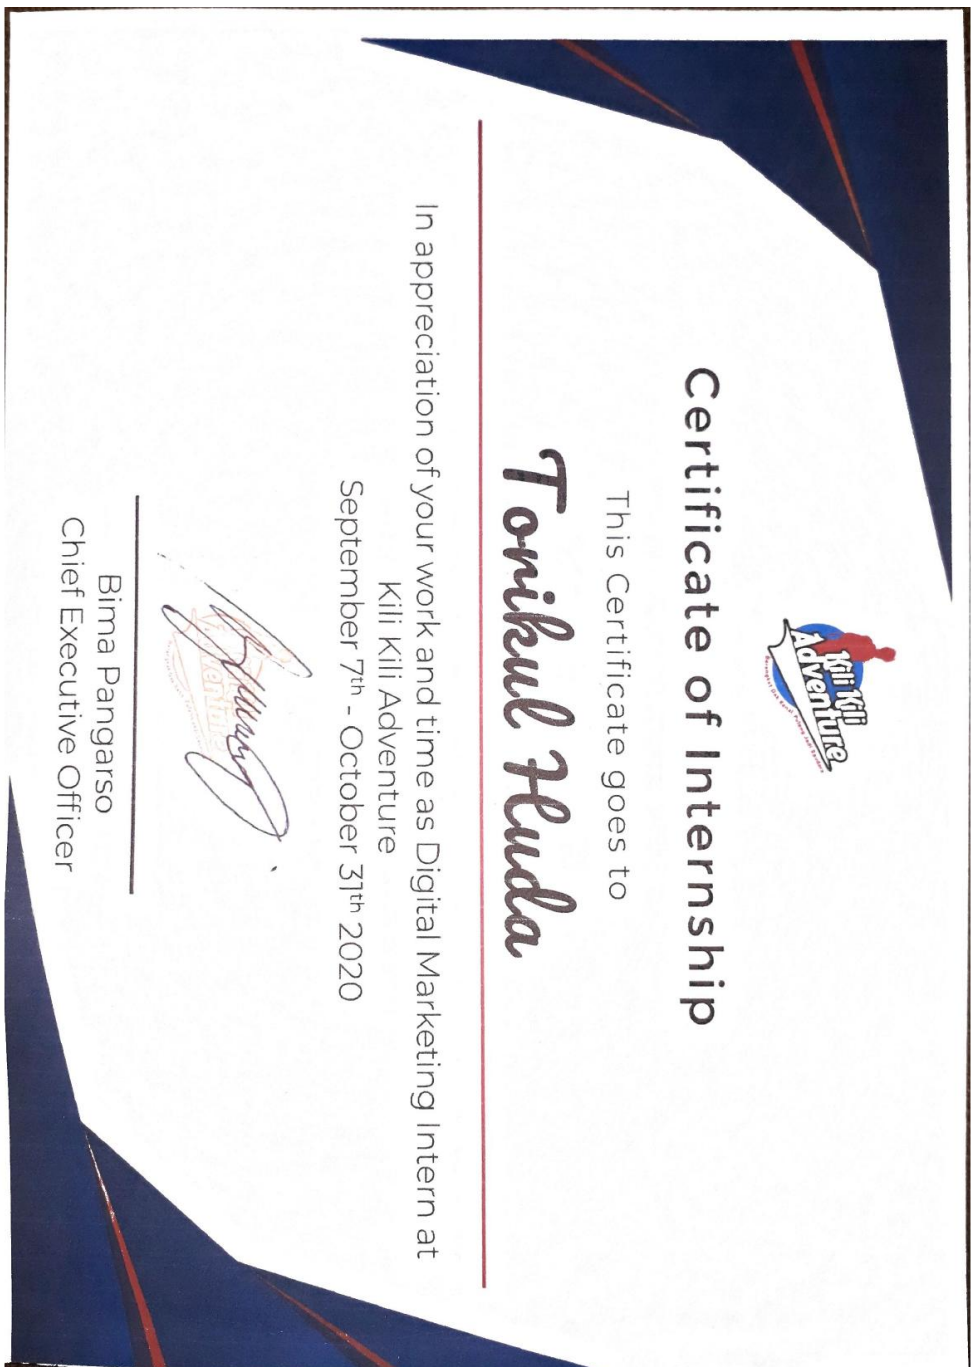 Kili Kili
Adventure
Certificate of Internship
This Certificate goes to
Tonikul Huda
In appreciation of your work and time as Digital Marketing Intern at
Kili Kili Adventure
September 7th - October 31th 2020
Bima Pangarso
Chief Executive Officer